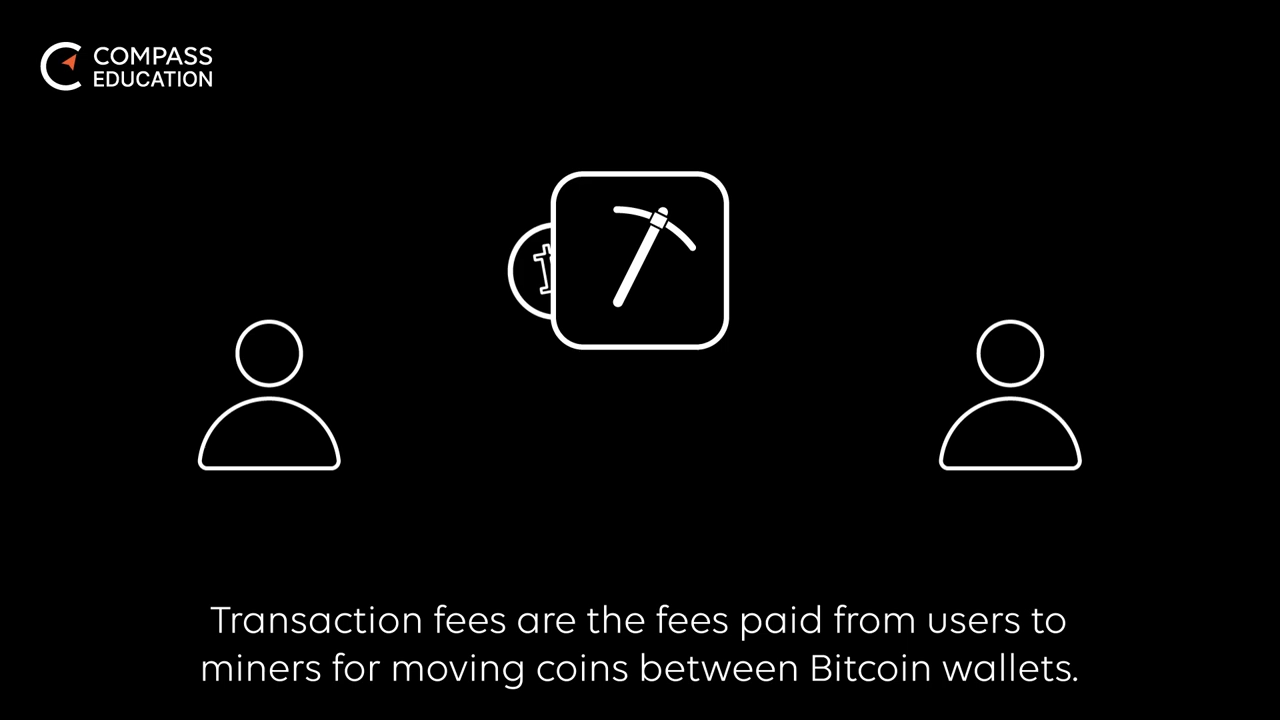 COMPASS
EDUCATION
Transaction fees are the fees paid from users to
miners for moving coins between Bitcoin wallets.